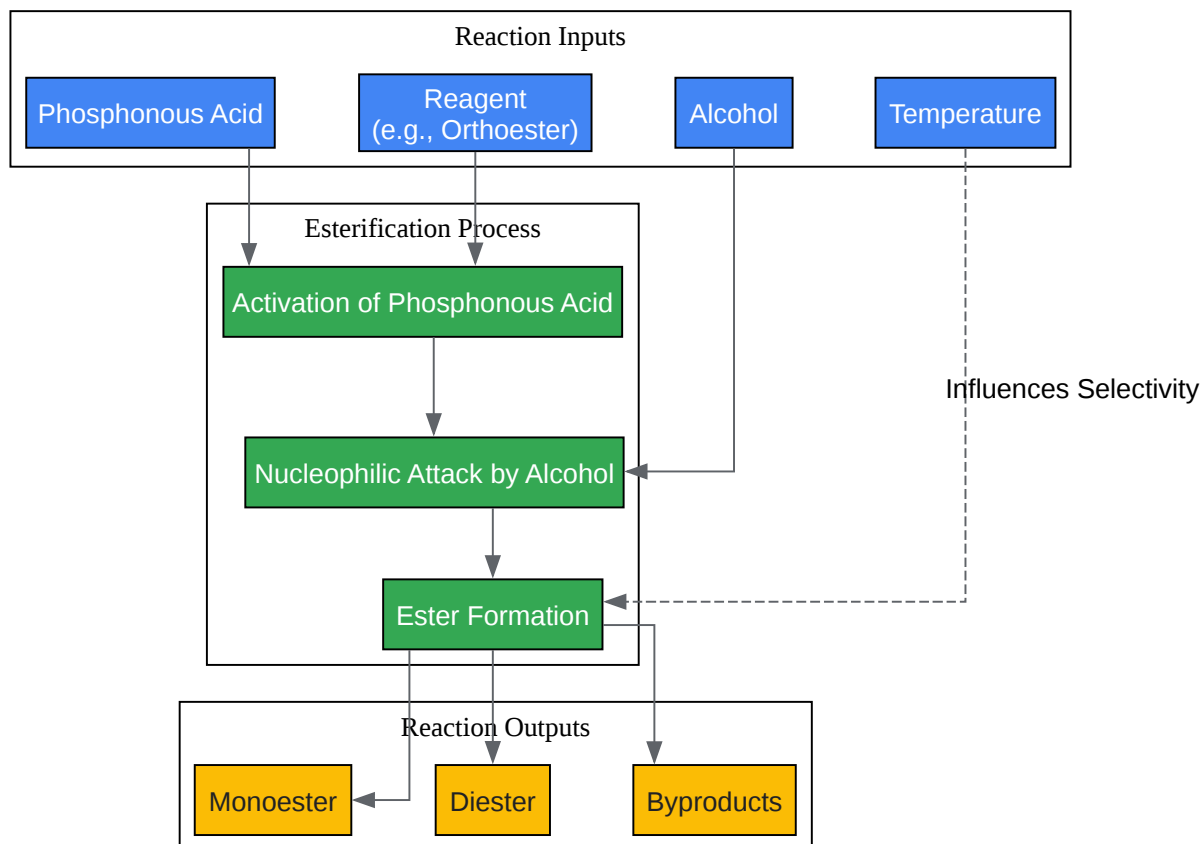 Reaction Inputs
Phosphonous Acid
Reagent
(e.g., Orthoester)
Alcohol
Temperature
Esterification Process
Activation of Phosphonous Acid
Influences Selectivity
Nucleophilic Attack by Alcohol
Ester Formation
Reaction Outputs
Monoester
Diester
Byproducts